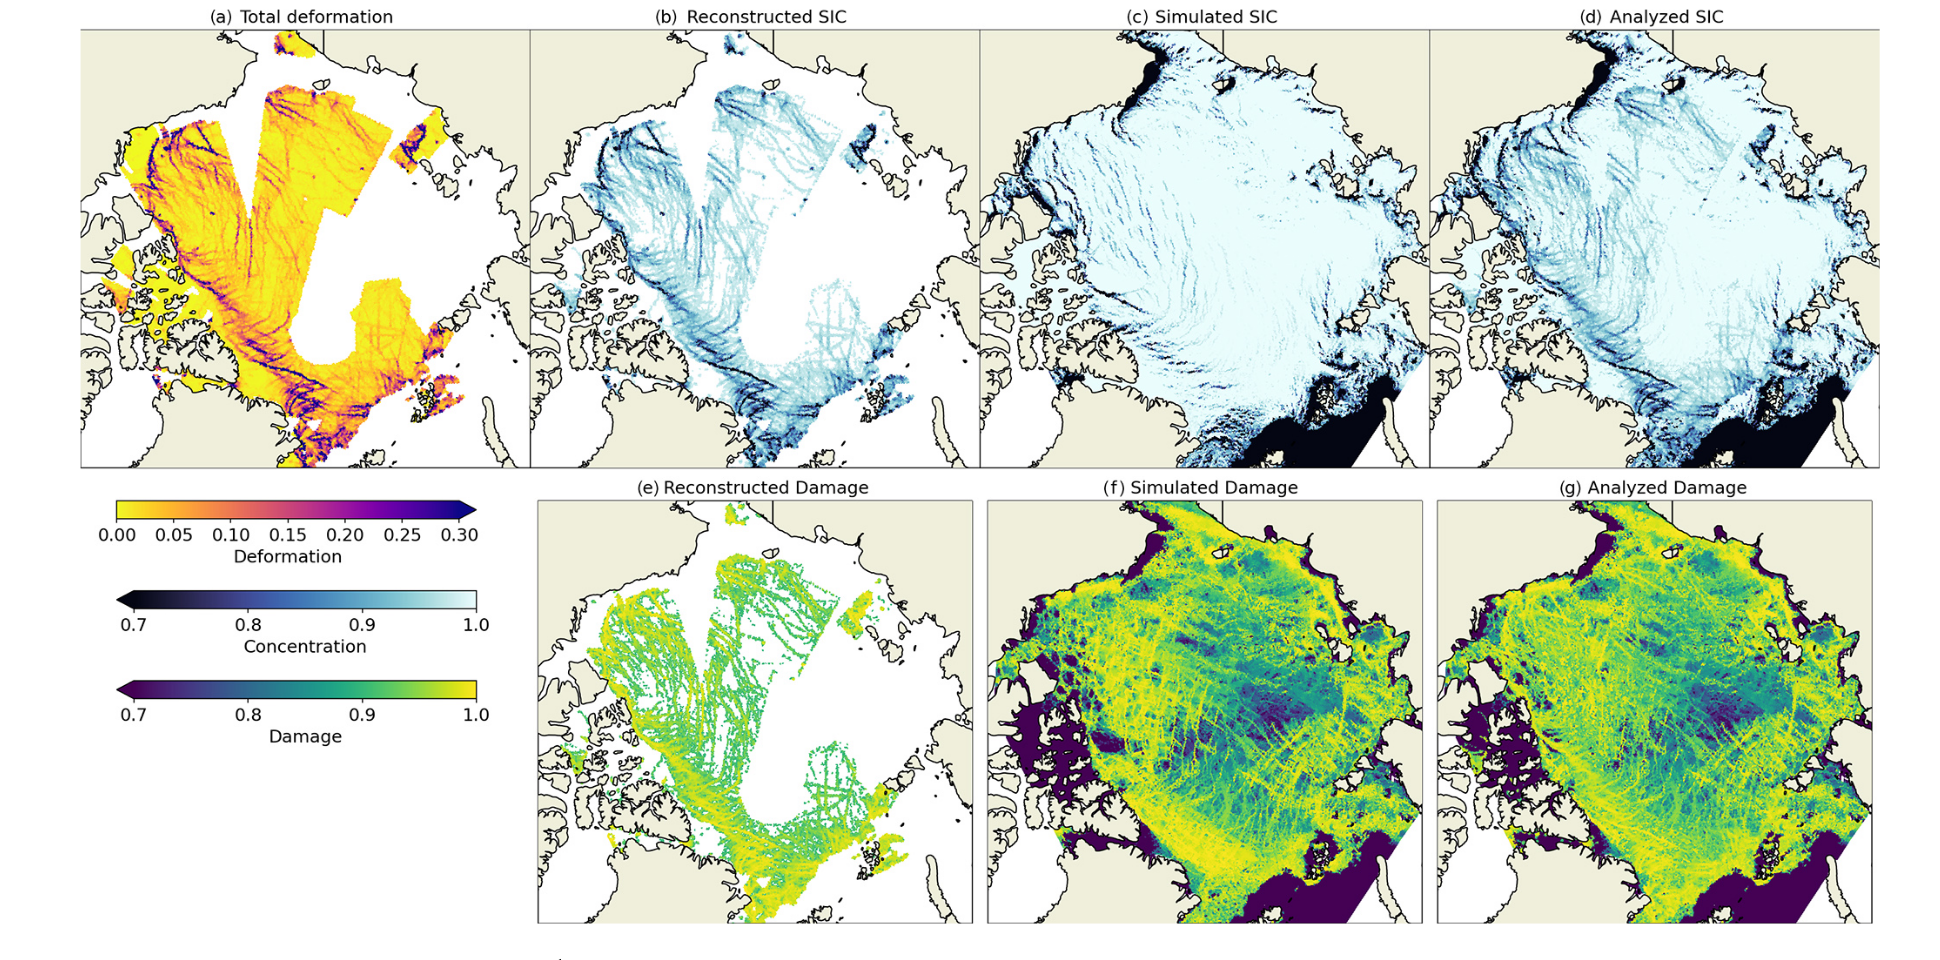 (a) Total deformation
(b) Reconstructed SIC
(c) Simulated SIC
(d) Analyzed SIC
(e) Reconstructed Damage
(f) Simulated Damage
(g) Analyzed Damage
0.00 0.05 0.10 0.15 0.20 0.25 0.30
Deformation
0.7 0.8 0.9 1.0
Concentration
0.7 0.8 0.9 1.0
Damage